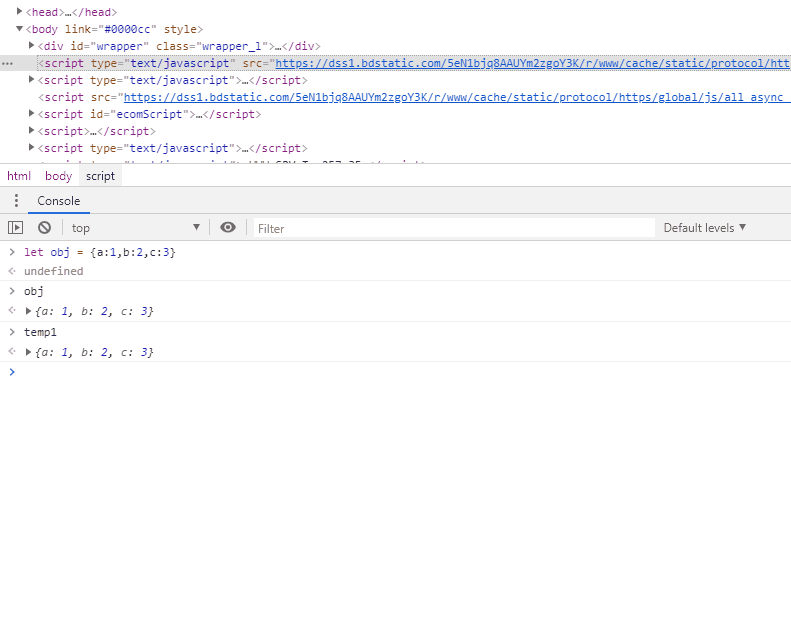 <head>…</head>
<body link="#0000cc" style>
<div id="wrapper" class="wrapper_l">…</div>
<script type="text/javascript" src="https://dss1.bdstatic.com/5eN1bjq8AAUYm2zgoY3K/r/www/cache/static/protocol/htt
<script type="text/javascript">…</script>
<script src="https://dss1.bdstatic.com/5eN1bjq8AAUYm2zgoY3K/r/www/cache/static/protocol/https/global/js/all_async_
<script id="ecomScript">…</script>
<script>…</script>
<script type="text/javascript">…</script>
html body script
Console
top Filter Default levels
> let obj = {a:1,b:2,c:3}
undefined
> obj
{a: 1, b: 2, c: 3}
> temp1
{a: 1, b: 2, c: 3}
>